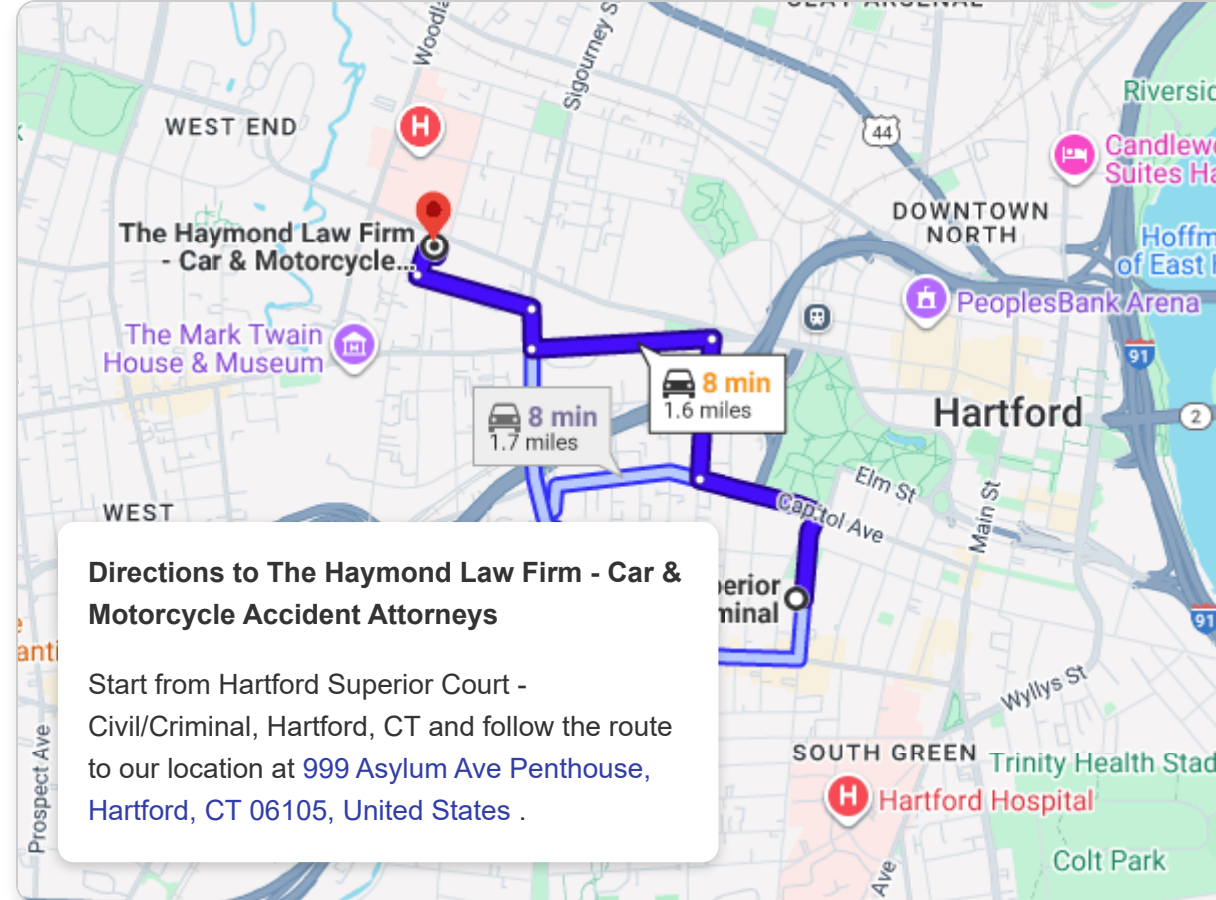 CLAY ARSENAL
Sigourney S
WEST END
H
44
Riversid
Candlew
Suites Ha
DOWNTOWN
NORTH
The Haymond Law Firm
- Car & Motorcycle...
Hoffm
of East H
PeoplesBank Arena
The Mark Twain
House & Museum
91
8 min
1.6 miles
8 min
1.7 miles
Hartford
2
Elm St
Main St
Capitol Ave
WEST
Directions to The Haymond Law Firm - Car &
Motorcycle Accident Attorneys
perior
minal
91
anti
Start from Hartford Superior Court -
Civil/Criminal, Hartford, CT and follow the route
to our location at 999 Asylum Ave Penthouse,
Hartford, CT 06105, United States .
Wyllys St
Prospect Ave
SOUTH GREEN
Trinity Health Stad
H
Hartford Hospital
Colt Park
Ave